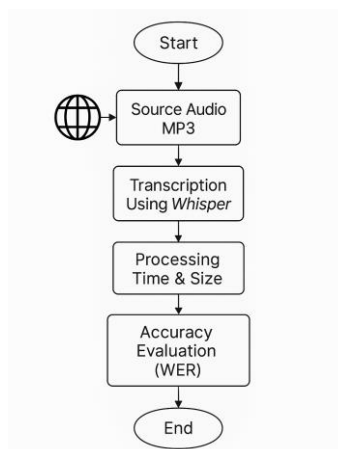 Start
Source Audio
MP3
Transcription
Using Whisper
Processing
Time & Size
Accuracy
Evaluation
(WER)
End